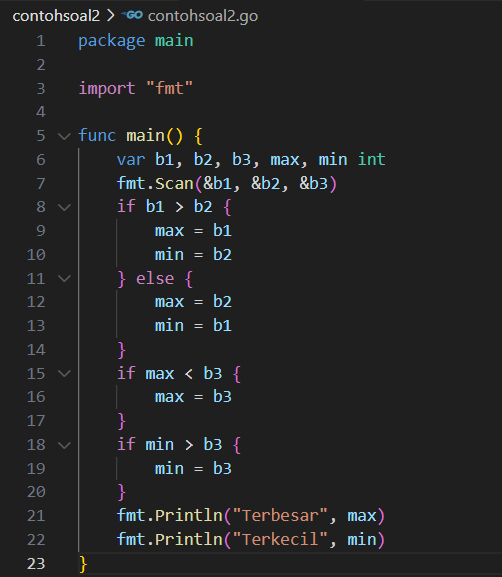 contohsoal2 > GO contohsoal2.go
1 package main
2
3 import "fmt"
4
5 func main() {
6     var b1, b2, b3, max, min int
7     fmt.Scan(&b1, &b2, &b3)
8     if b1 > b2 {
9         max = b1
10         min = b2
11     } else {
12         max = b2
13         min = b1
14     }
15     if max < b3 {
16         max = b3
17     }
18     if min > b3 {
19         min = b3
20     }
21     fmt.Println("Terbesar", max)
22     fmt.Println("Terkecil", min)
23 }